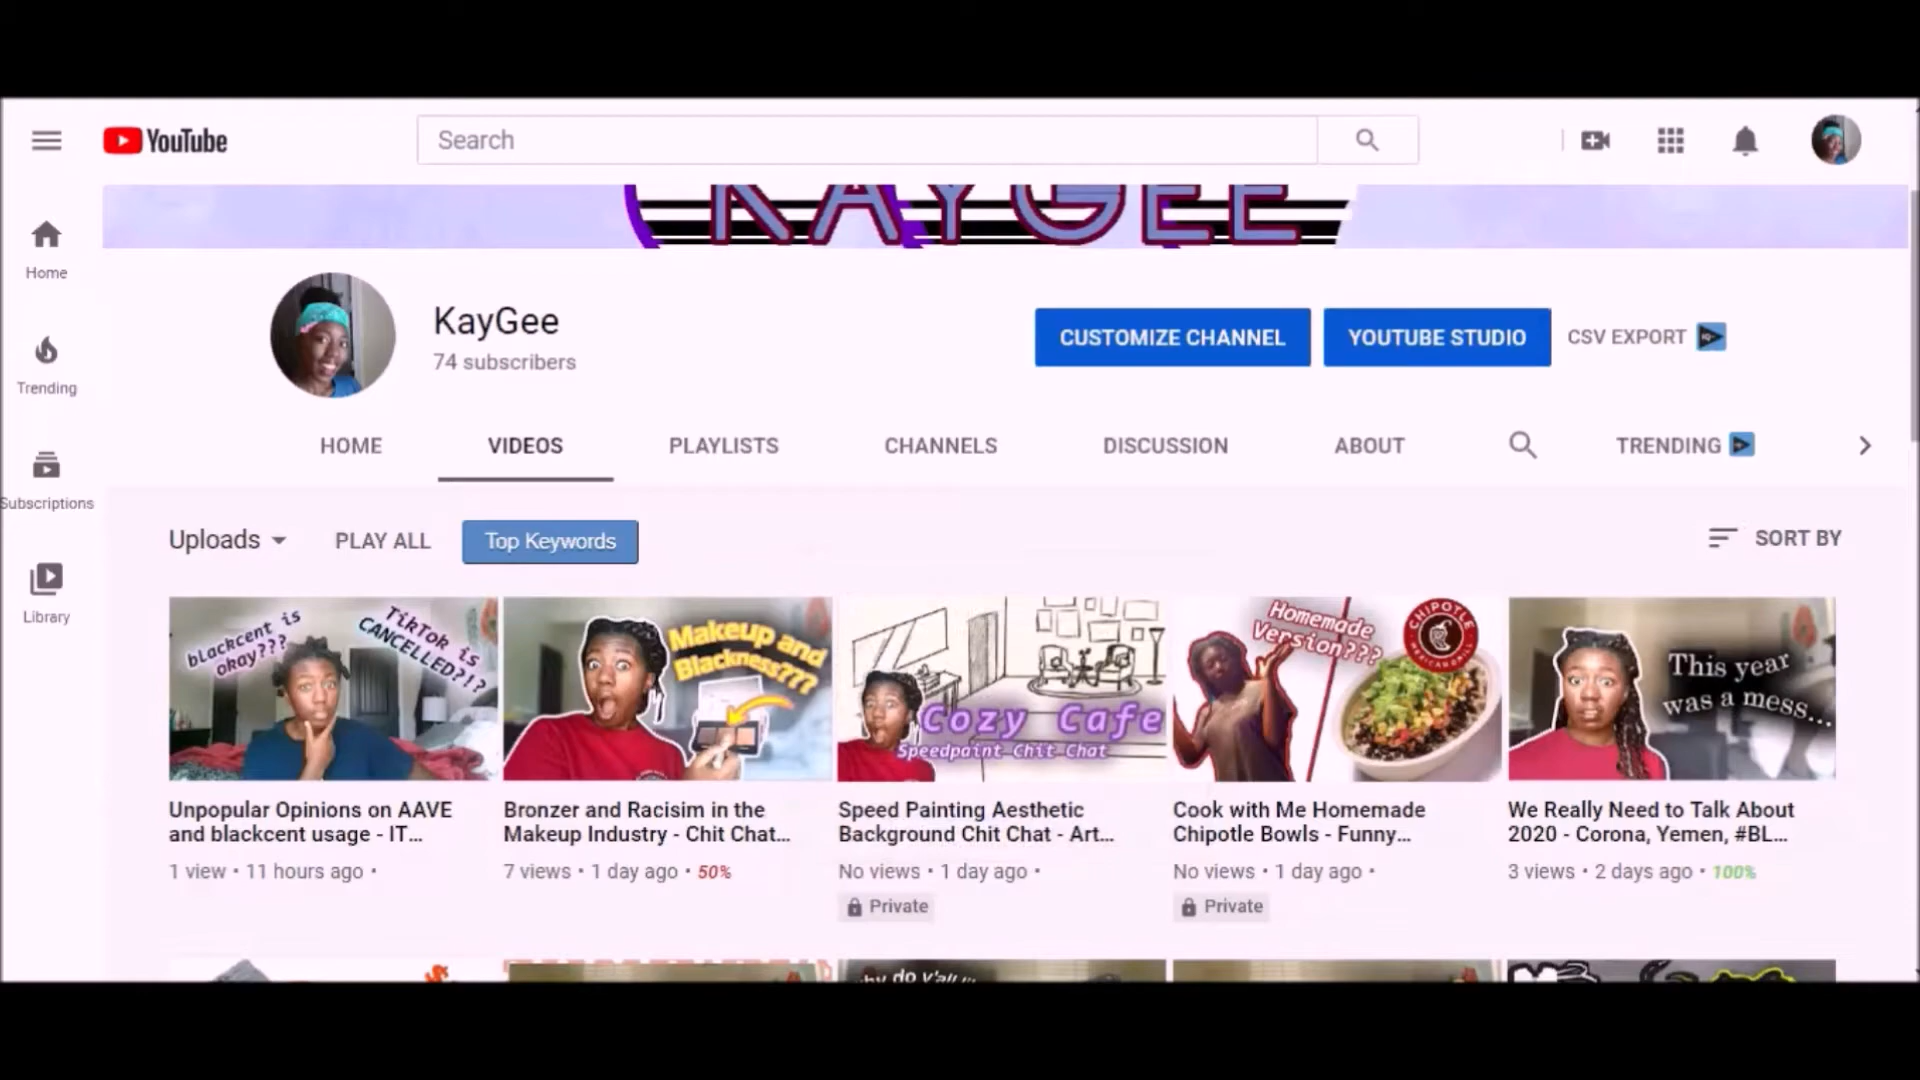 YouTube
Search
KAYGEE
Home
Trending
Subscriptions
Library
KayGee
74 subscribers
CUSTOMIZE CHANNEL
YOUTUBE STUDIO
CSV EXPORT
HOME
VIDEOS
PLAYLISTS
CHANNELS
DISCUSSION
ABOUT
TRENDING
Uploads
PLAY ALL
Top Keywords
SORT BY
blackcent is
okay???
TikTok is
CANCELLED?!?
Makeup and
Blackness???
Cozy Cafe
Speedpaint Chit Chat
Homemade
Version???
CHIPOTLE
MEXICAN GRILL
This year
was a mess...
Unpopular Opinions on AAVE
and blackcent usage - IT...
1 view • 11 hours ago •
Bronzer and Racisim in the
Makeup Industry - Chit Chat...
7 views • 1 day ago • 50%
Speed Painting Aesthetic
Background Chit Chat - Art...
No views • 1 day ago •
Private
Cook with Me Homemade
Chipotle Bowls - Funny...
No views • 1 day ago •
Private
We Really Need to Talk About
2020 - Corona, Yemen, #BL...
3 views • 2 days ago • 100%
do y'all